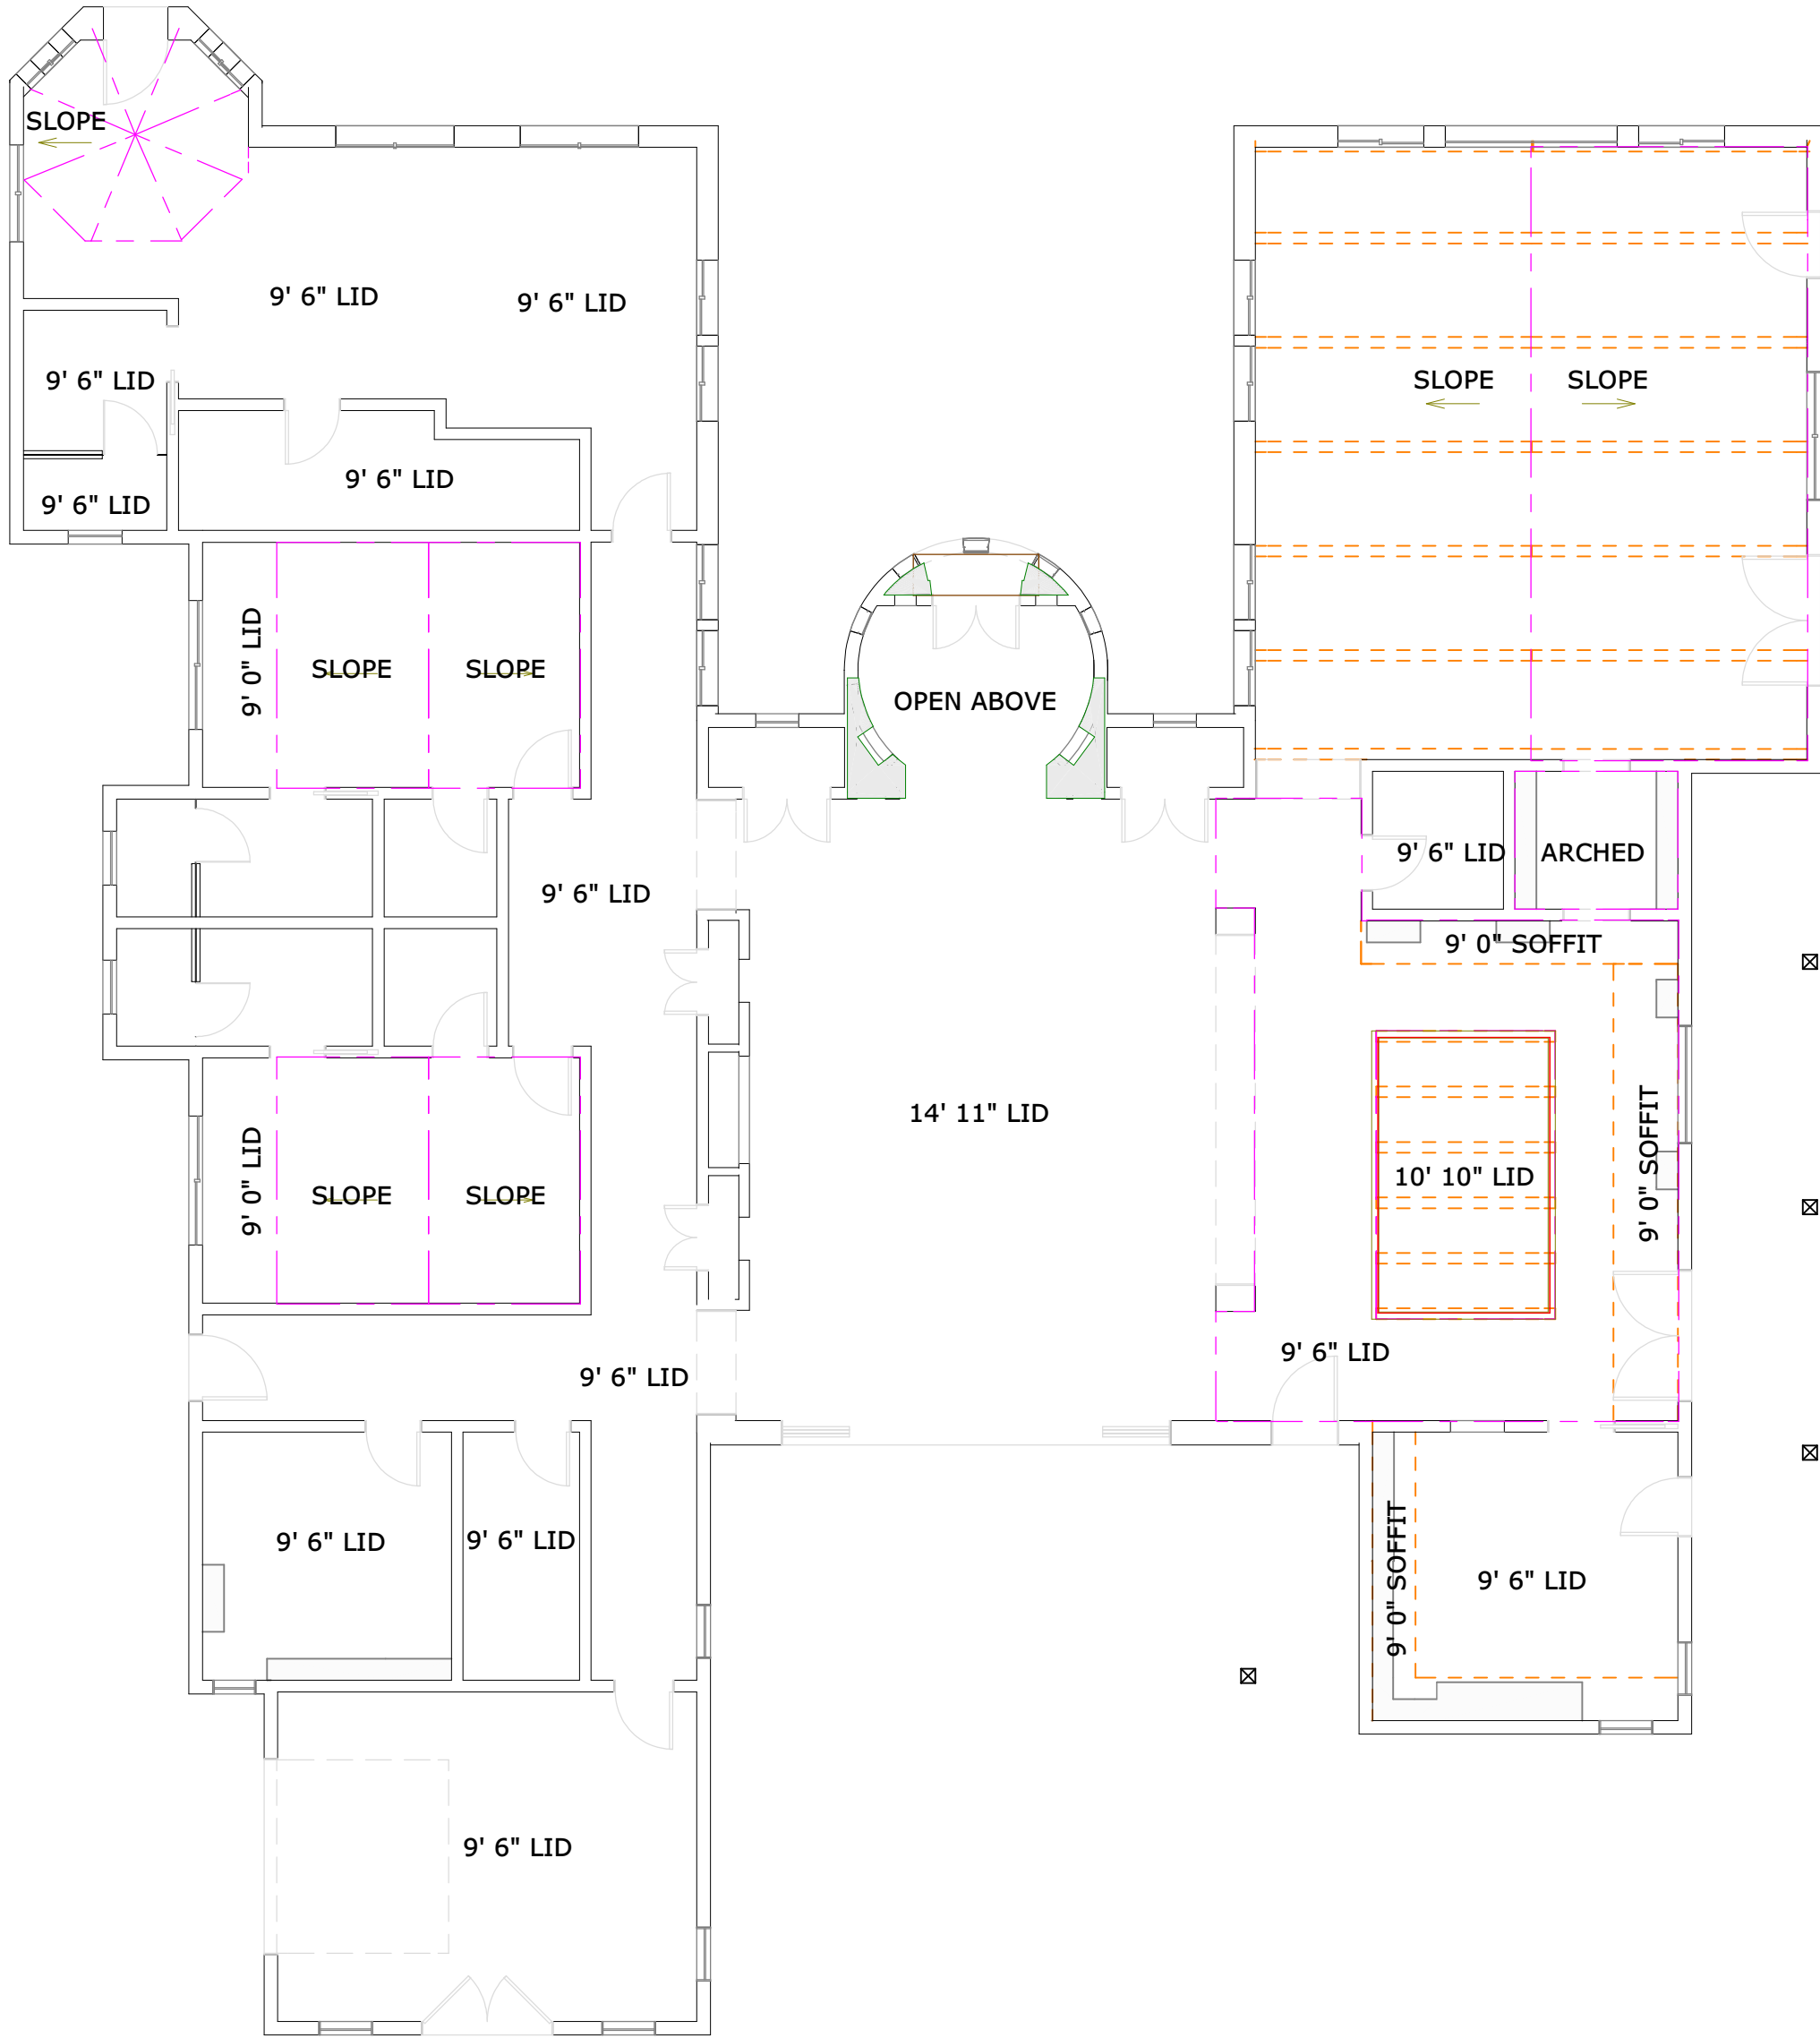 SLOPE
9' 6" LID
9' 6" LID
9' 6" LID
SLOPE
SLOPE
9' 6" LID
9' 6" LID
9' 0" LID
SLOPE
SLOPE
OPEN ABOVE
9' 6" LID
ARCHED
9' 6" LID
9' 0" SOFFIT
14' 11" LID
9' 0" SOFFIT
10' 10" LID
9' 0" LID
SLOPE
SLOPE
9' 6" LID
9' 6" LID
9' 6" LID
9' 6" LID
9' 0" SOFFIT
9' 6" LID
9' 6" LID